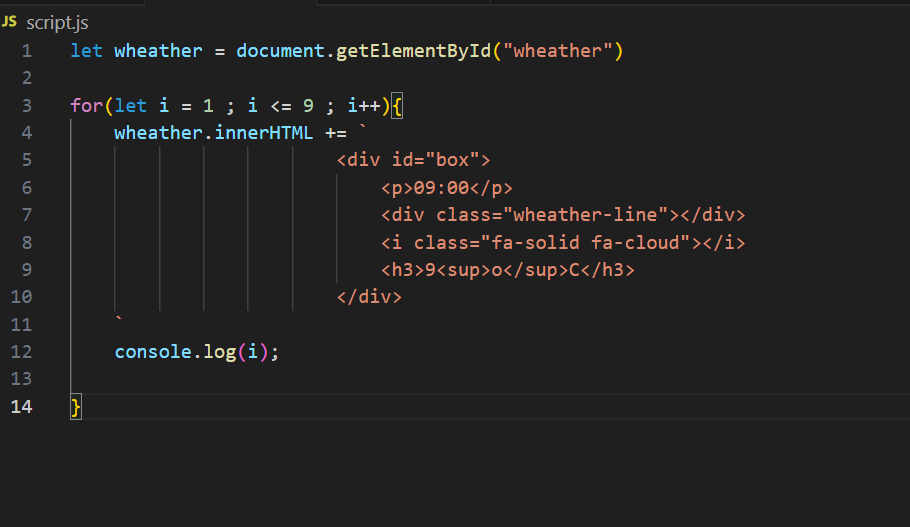 JS script.js
1 let wheather = document.getElementById("wheather")
2
3 for(let i = 1 ; i <= 9 ; i++){
4     wheather.innerHTML += `
5                         <div id="box">
6                             <p>09:00</p>
7                             <div class="wheather-line"></div>
8                             <i class="fa-solid fa-cloud"></i>
9                             <h3>9<sup>o</sup>C</h3>
10                         </div>
11     `
12     console.log(i);
13
14 }